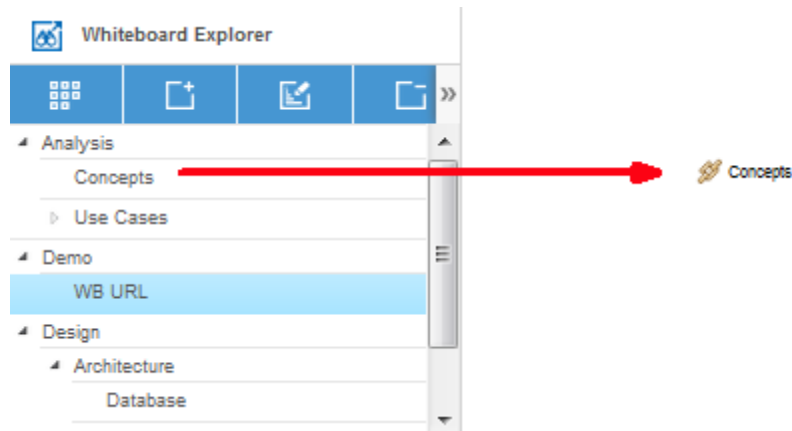 Whiteboard Explorer
»
Analysis
Concepts
Concepts
Use Cases
Demo
WB URL
Design
Architecture
Database